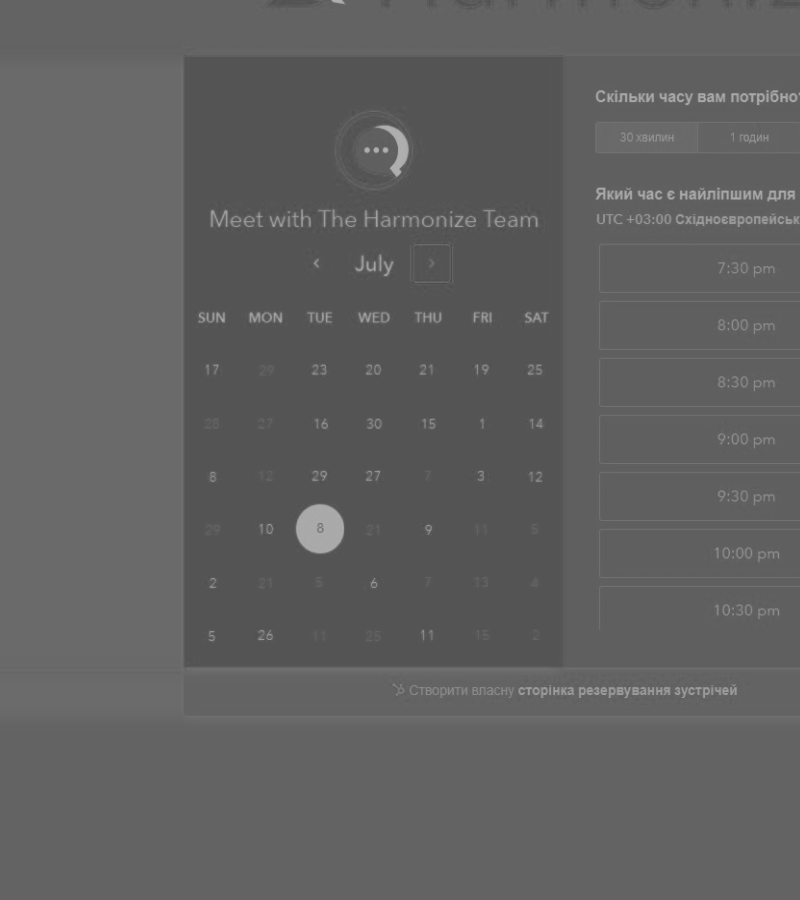 Meet with The Harmonize Team
July
SUN MON TUE WED THU FRI SAT
17 29 23 20 21 19 25
28 27 16 30 15 1 14
8 12 29 27 7 3 12
29 10 8 21 9 11 5
2 21 5 6 7 13 4
5 26 11 25 11 15 2
Скільки часу вам потрібно
30 хвилин 1 годин
Який час є найліпшим для
UTC +03:00
7:30 pm
8:00 pm
8:30 pm
9:00 pm
9:30 pm
10:00 pm
10:30 pm
Створити власну сторінка резервування зустрічей